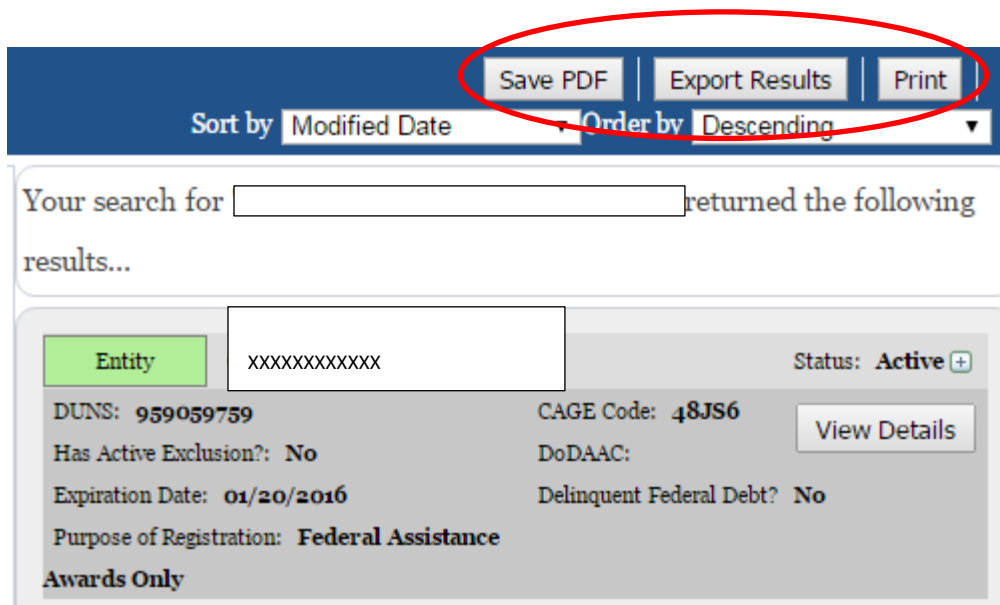 Save PDF Export Results Print
Sort by Modified Date Order by Descending
Your search for returned the following
results...
Entity xxxxxxxxxxxx Status: Active
DUNS: 959059759 CAGE Code: 48JS6 View Details
Has Active Exclusion?: No DoDAAC:
Expiration Date: 01/20/2016 Delinquent Federal Debt? No
Purpose of Registration: Federal Assistance
Awards Only